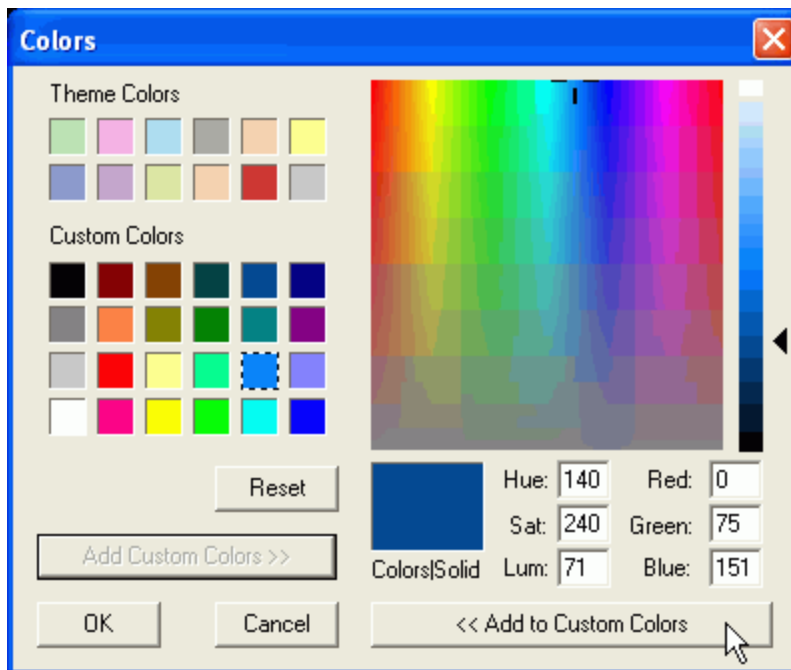 Colors
Theme Colors
Custom Colors
Reset
Add Custom Colors >>
OK
Cancel
Colors|Solid
Hue: 140
Sat: 240
Lum: 71
Red: 0
Green: 75
Blue: 151
<< Add to Custom Colors